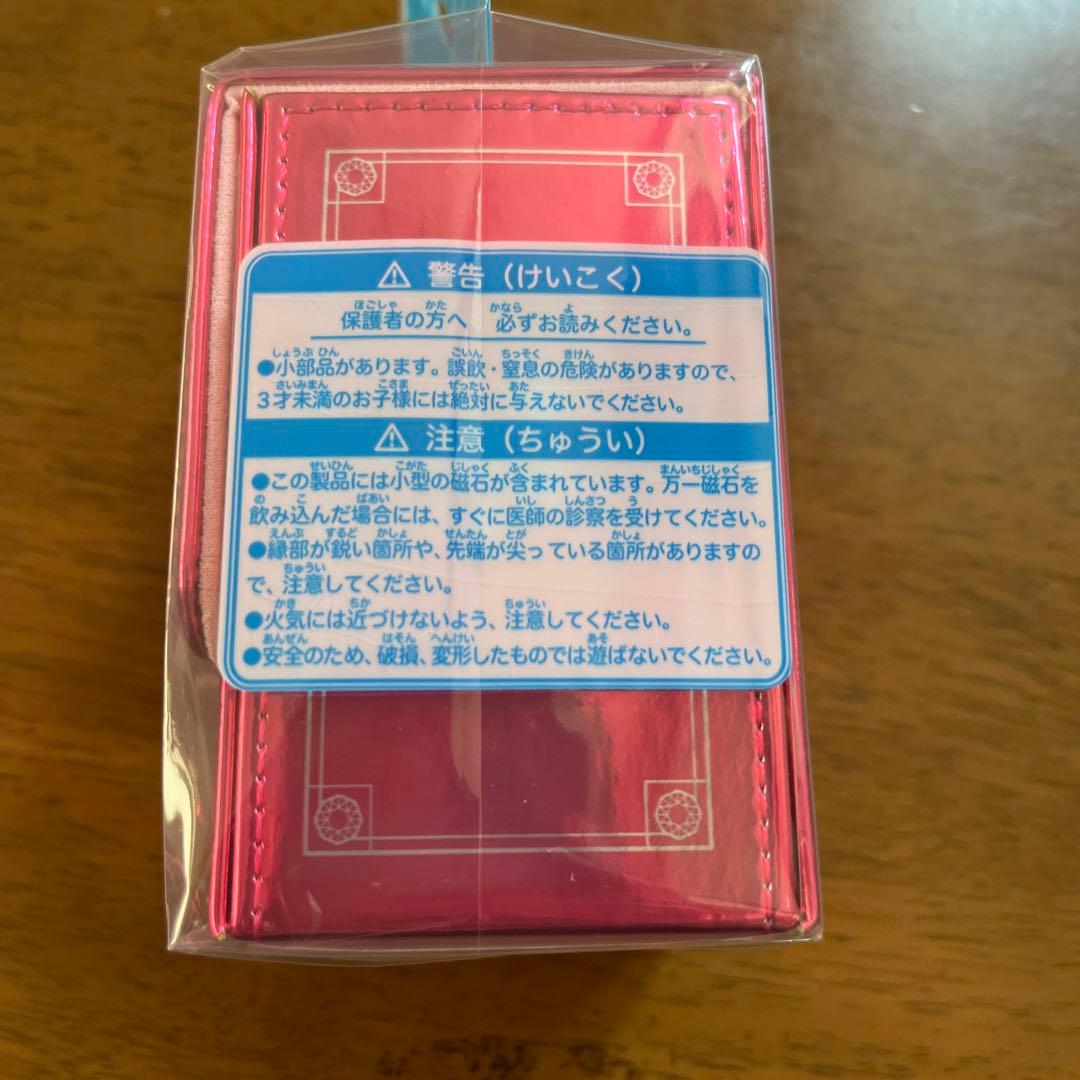 ⚠ 警告（けいこく）
保護者の方へ、必ずお読みください。
●小部品があります。誤飲・窒息の危険がありますので、
3才未満のお子様には絶対に与えないでください。
⚠ 注意（ちゅうい）
●この製品には小型の磁石が含まれています。万一磁石を
飲み込んだ場合には、すぐに医師の診察を受けてください。
●縁部が鋭い箇所や、先端が尖っている箇所がありますの
で、注意してください。
●火気には近づけないよう、注意してください。
●安全のため、破損、変形したものでは遊ばないでください。